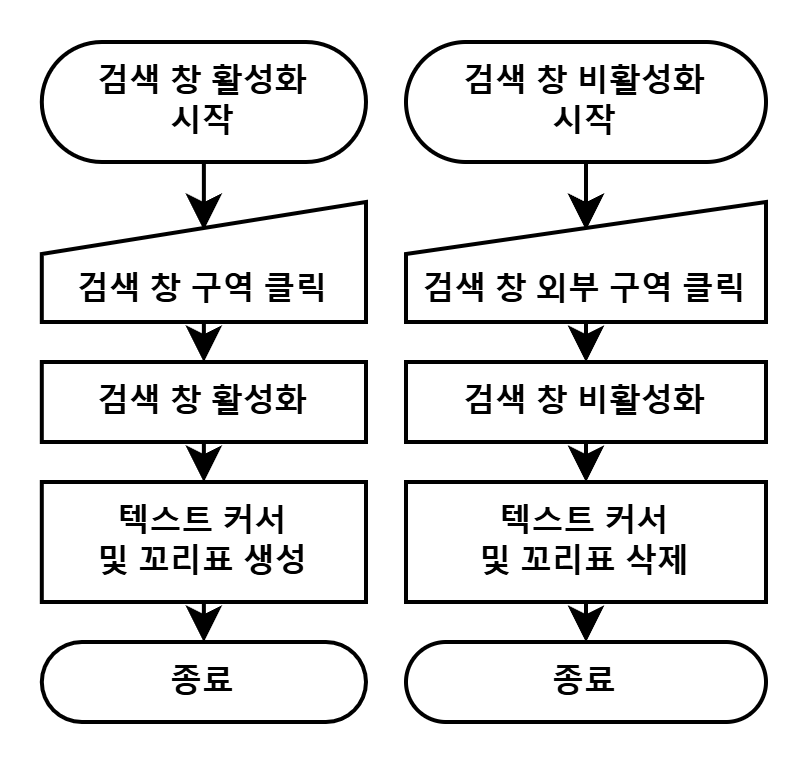 검색 창 활성화
시작
검색 창 구역 클릭
검색 창 활성화
텍스트 커서
및 꼬리표 생성
종료
검색 창 비활성화
시작
검색 창 외부 구역 클릭
검색 창 비활성화
텍스트 커서
및 꼬리표 삭제
종료